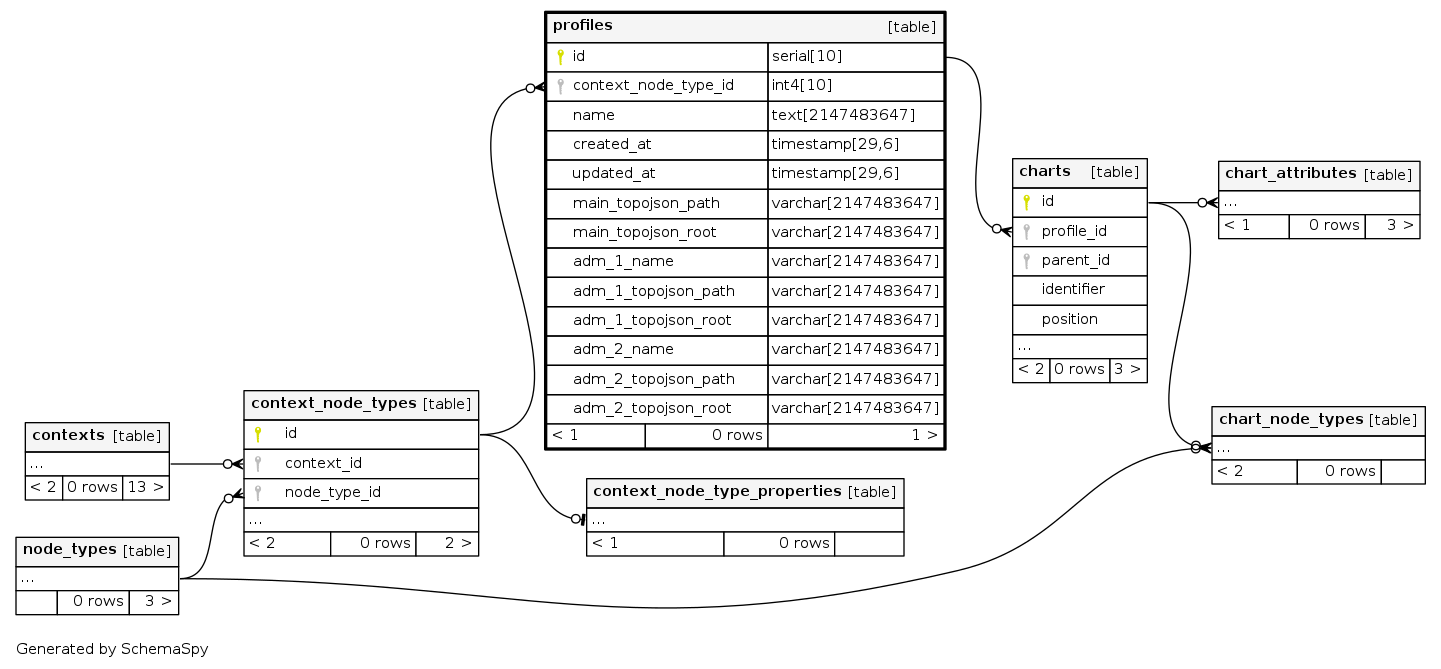 profiles [table]
id serial[10]
context_node_type_id int4[10]
name text[2147483647]
created_at timestamp[29,6]
updated_at timestamp[29,6]
main_topojson_path varchar[2147483647]
main_topojson_root varchar[2147483647]
adm_1_name varchar[2147483647]
adm_1_topojson_path varchar[2147483647]
adm_1_topojson_root varchar[2147483647]
adm_2_name varchar[2147483647]
adm_2_topojson_path varchar[2147483647]
adm_2_topojson_root varchar[2147483647]
< 1 0 rows 1 >
charts [table]
id
profile_id
parent_id
identifier
position
...
< 2 0 rows 3 >
chart_attributes [table]
...
< 1 0 rows 3 >
chart_node_types [table]
...
< 2 0 rows
context_node_types [table]
id
context_id
node_type_id
...
< 2 0 rows 2 >
contexts [table]
...
< 2 0 rows 13 >
context_node_type_properties [table]
...
< 1 0 rows
node_types [table]
...
0 rows 3 >
Generated by SchemaSpy